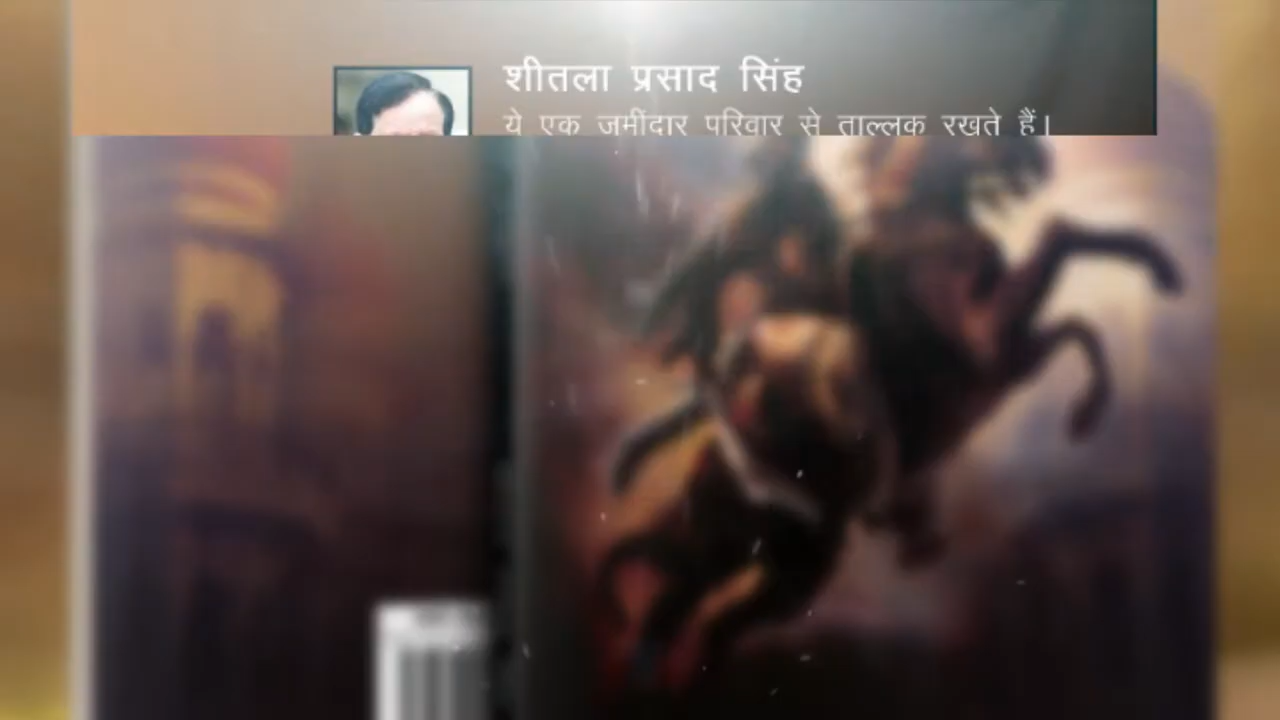 शीतला प्रसाद सिंह
ये एक जमींदार परिवार से ताल्लुक रखते हैं।